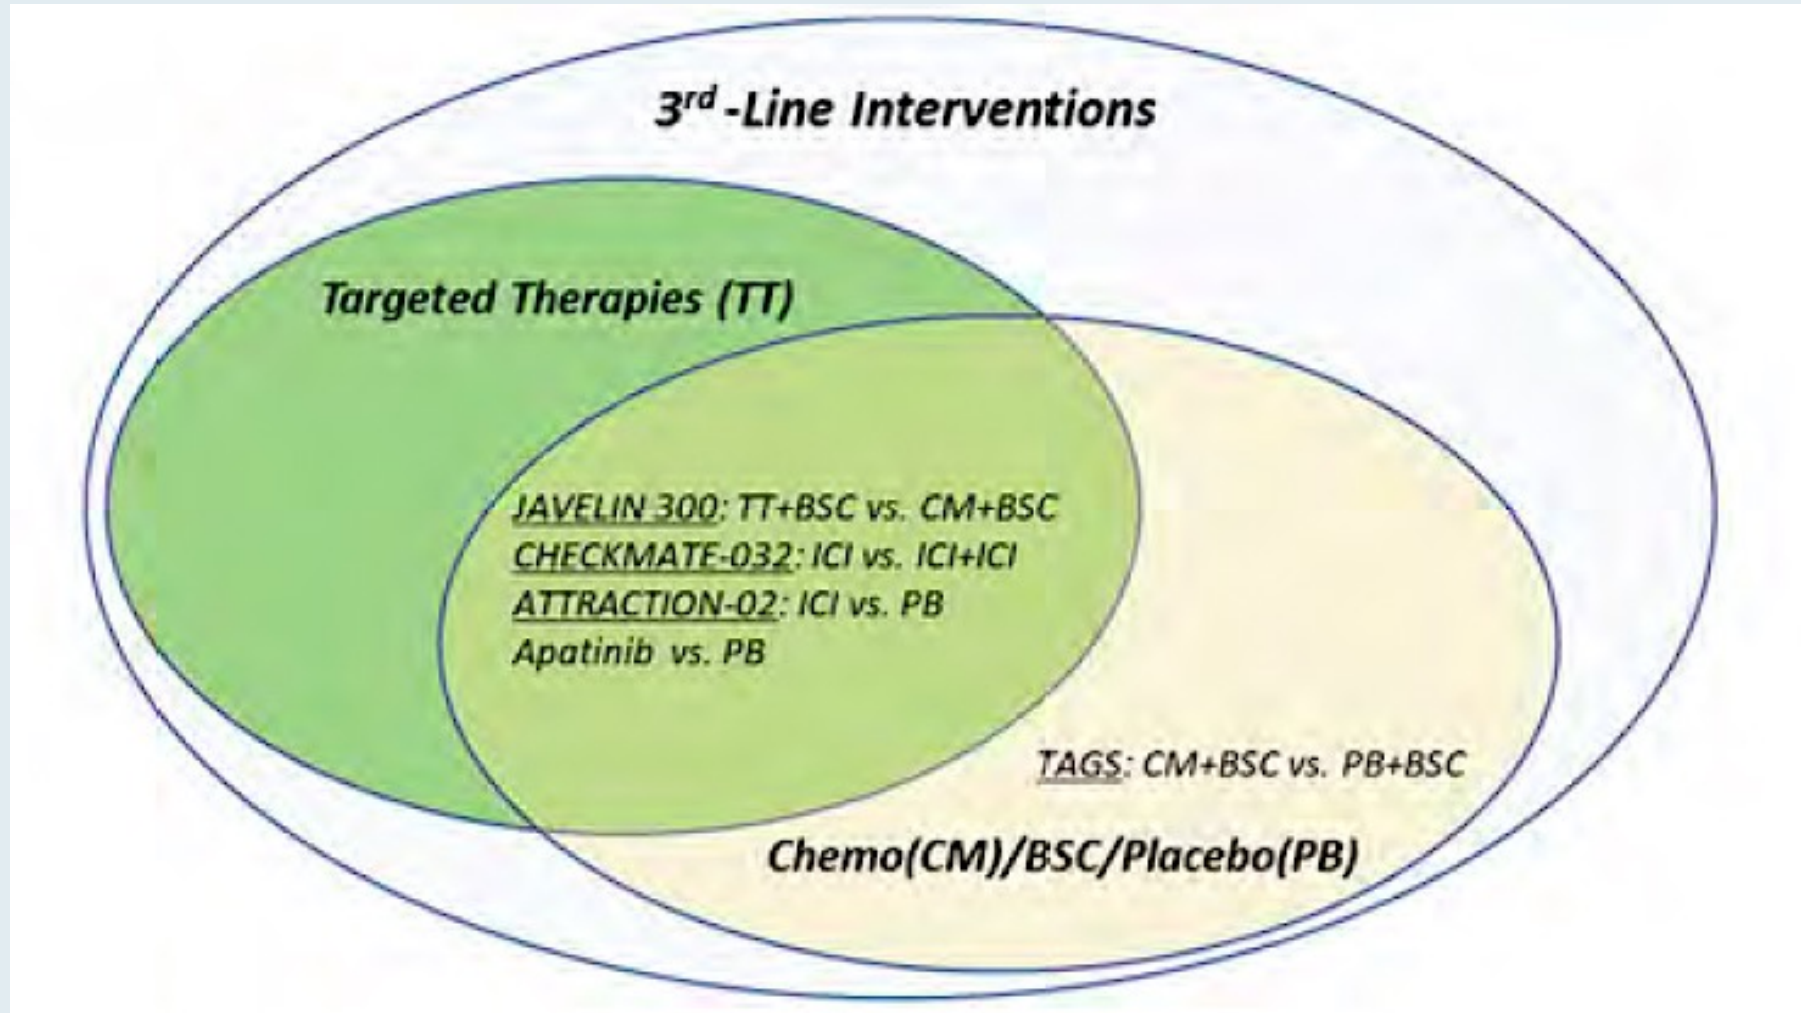 3rd -Line Interventions
Targeted Therapies (TT)
JAVELIN 300: TT+BSC vs. CM+BSC
CHECKMATE-032: ICI vs. ICI+ICI
ATTRACTION-02: ICI vs. PB
Apatinib vs. PB
TAGS: CM+BSC vs. PB+BSC
Chemo(CM)/BSC/Placebo(PB)